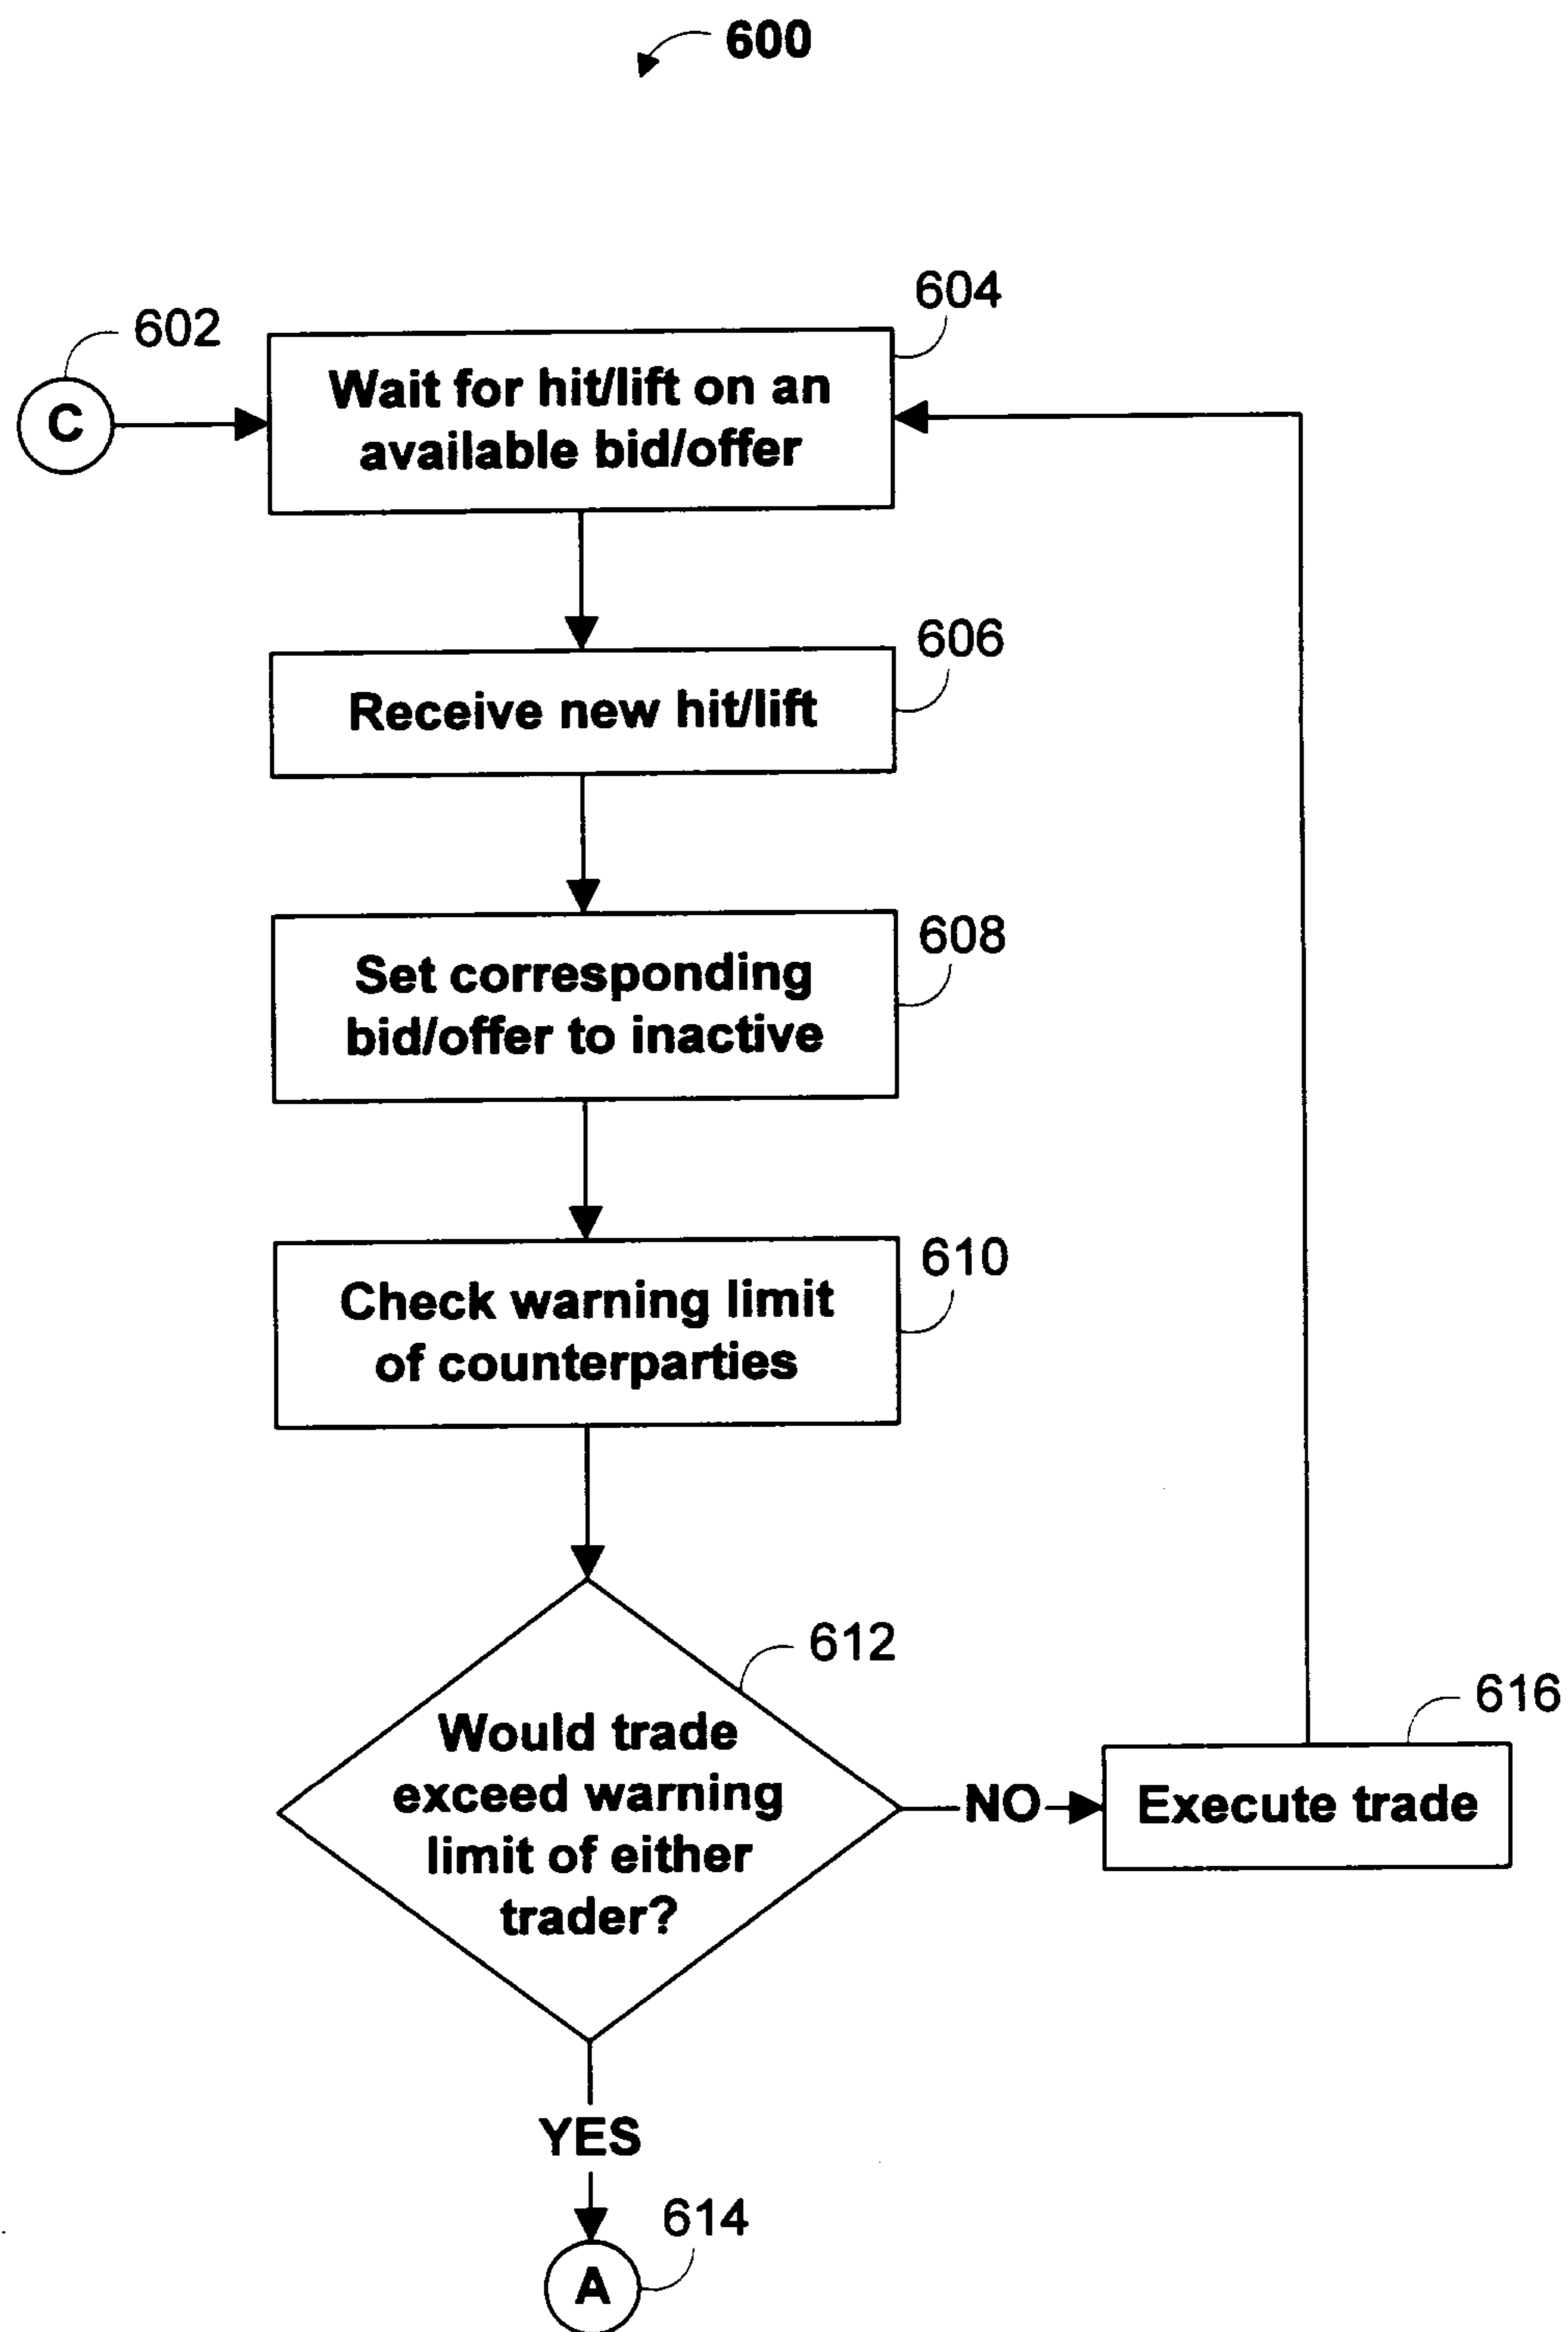 600
602
604
C
Wait for hit/lift on an
available bid/offer
606
Receive new hit/lift
608
Set corresponding
bid/offer to inactive
610
Check warning limit
of counterparties
612
Would trade
exceed warning
limit of either
trader?
NO
616
Execute trade
YES
614
A